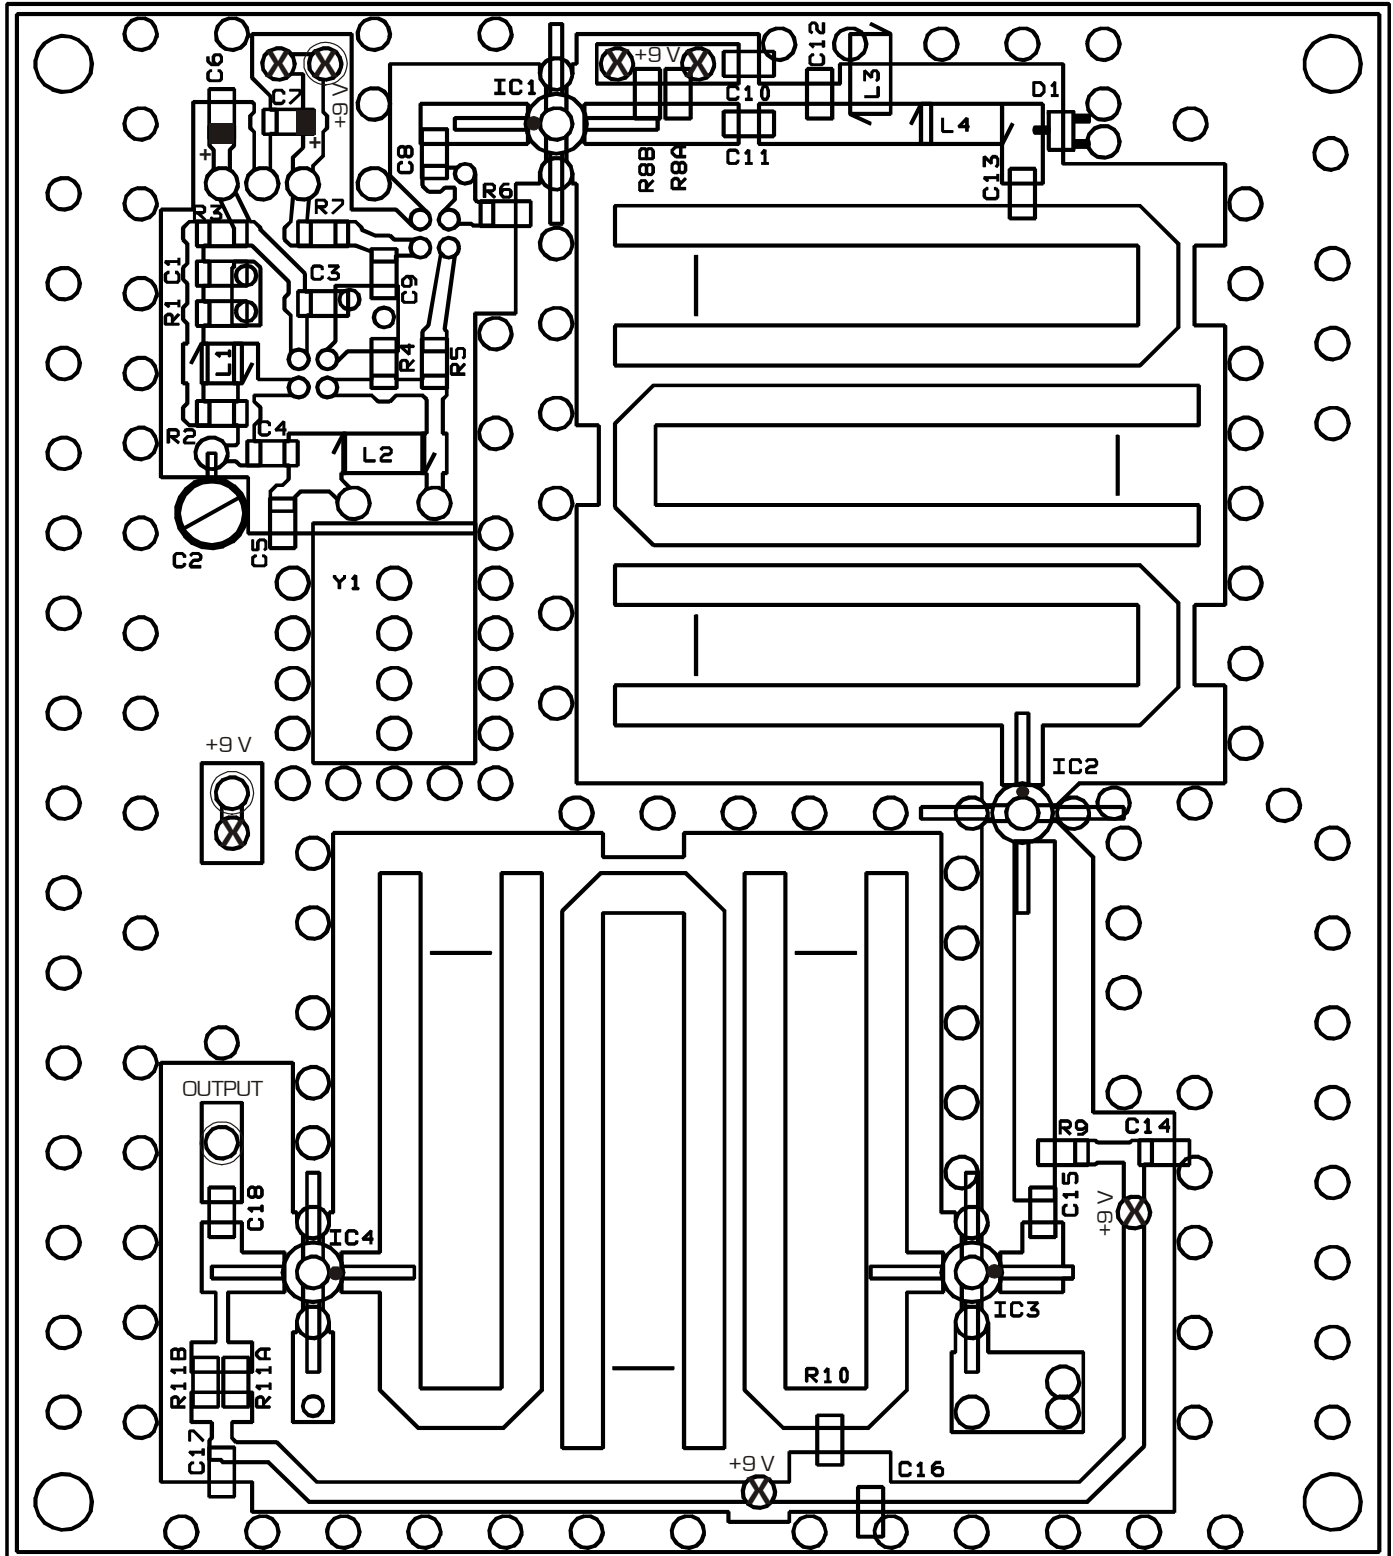 C6
C7
+9 V
+
+
IC1
+9 V
C10
C12
L3
D1
L4
C11
R8B
R8A
C13
C8
R6
R3
R7
C1
C3
C9
R1
L1
R4
R5
R2
C4
L2
C2
C5
Y1
+9 V
IC2
OUTPUT
R9
C14
C18
C15
+9 V
IC4
IC3
R11B
R11A
R10
C17
+9 V
C16